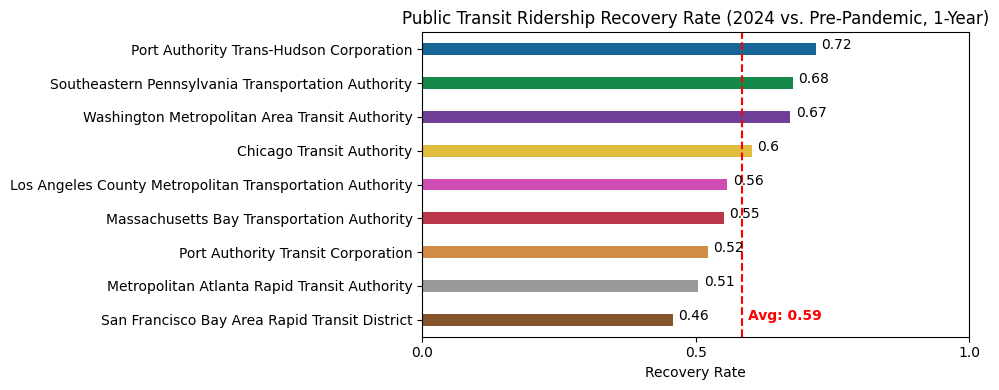 Public Transit Ridership Recovery Rate (2024 vs. Pre-Pandemic, 1-Year)
Port Authority Trans-Hudson Corporation 0.72
Southeastern Pennsylvania Transportation Authority 0.68
Washington Metropolitan Area Transit Authority 0.67
Chicago Transit Authority 0.6
Los Angeles County Metropolitan Transportation Authority 0.56
Massachusetts Bay Transportation Authority 0.55
Port Authority Transit Corporation 0.52
Metropolitan Atlanta Rapid Transit Authority 0.51
San Francisco Bay Area Rapid Transit District 0.46 Avg: 0.59
0.0 0.5 1.0
Recovery Rate